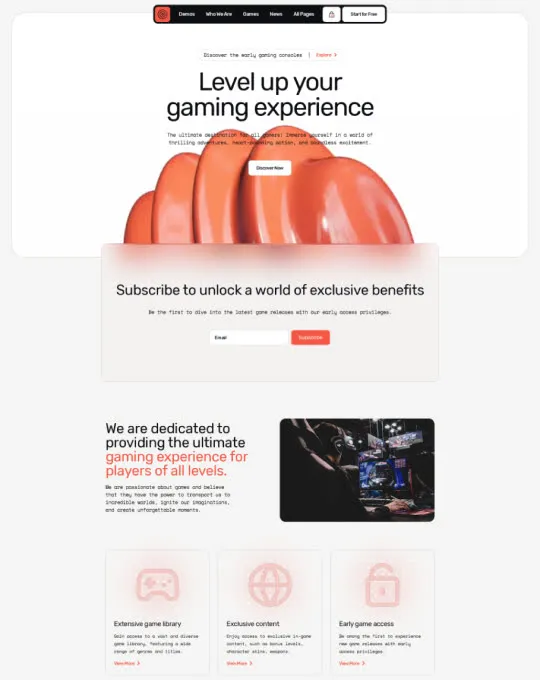 Demos Who We Are Games News All Pages Start for Free
Discover the early gaming consoles | Explore >
Level up your
gaming experience
The ultimate destination for all gamers! Immerse yourself in a world of
thrilling adventures, heart-pounding action, and boundless excitement.
Discover Now
Subscribe to unlock a world of exclusive benefits
Be the first to dive into the latest game releases with our early access privileges.
Email Subscribe
We are dedicated to
providing the ultimate
gaming experience for
players of all levels.
We are passionate about games and believe
that they have the power to transport us to
incredible worlds, ignite our imaginations,
and create unforgettable moments.
Extensive game library
Gain access to a vast and diverse
game library, featuring a wide
range of genres and titles.
View More >
Exclusive content
Enjoy access to exclusive in-game
content, such as bonus levels,
character skins, weapons.
View More >
Early game access
Be among the first to experience
new game releases with early
access privileges.
View More >